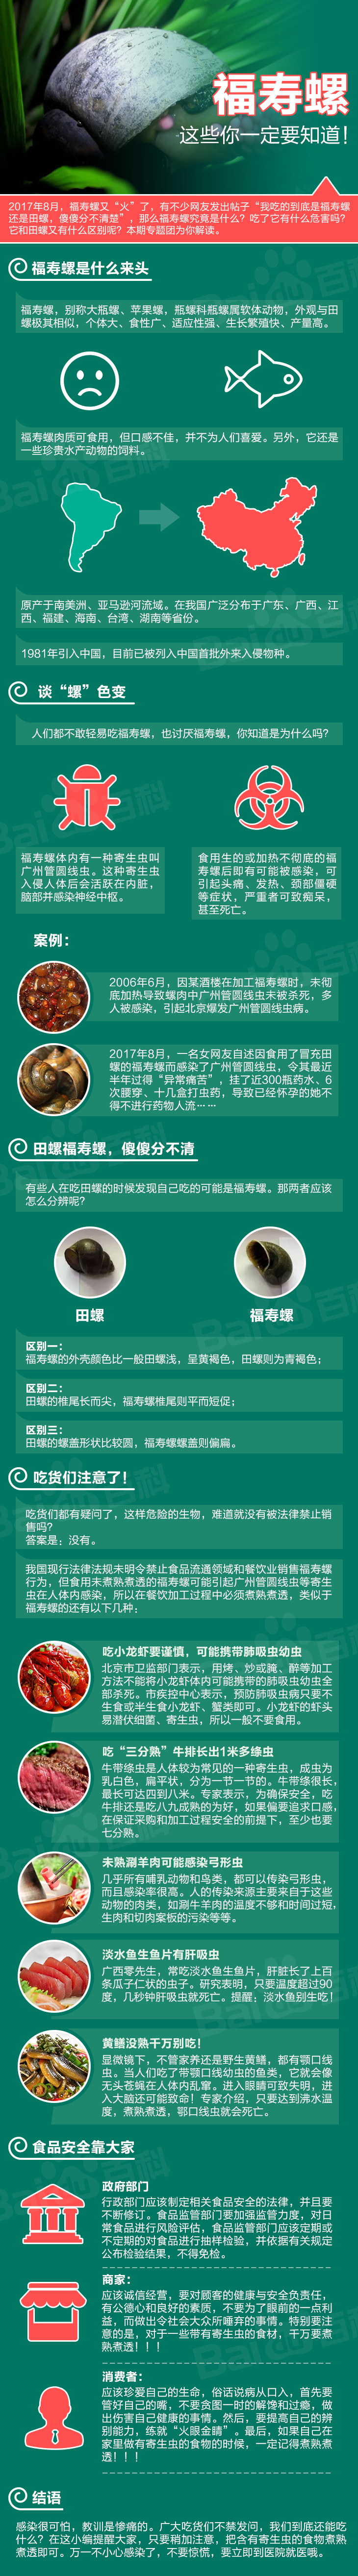 福寿螺
这些你一定要知道！
2017年8月，福寿螺又“火”了，有不少网友发出帖子“我吃的到底是福寿螺
还是田螺，傻傻分不清楚”，那么福寿螺究竟是什么？吃了它有什么危害吗？
它和田螺又有什么区别呢？本期专题团为你解读。
福寿螺是什么来头
福寿螺，别称大瓶螺、苹果螺，瓶螺科瓶螺属软体动物，外观与田
螺极其相似，个体大、食性广、适应性强、生长繁殖快、产量高。
福寿螺肉质可食用，但口感不佳，并不为人们喜爱。另外，它还是
一些珍贵水产动物的饲料。
原产于南美洲、亚马逊河流域。在我国广泛分布于广东、广西、江
西、福建、海南、台湾、湖南等省份。
1981年引入中国，目前已被列入中国首批外来入侵物种。
谈“螺”色变
人们都不敢轻易吃福寿螺，也讨厌福寿螺，你知道是为什么吗？
福寿螺体内有一种寄生虫叫
广州管圆线虫。这种寄生虫
入侵人体后会活跃在内脏，
脑部并感染神经中枢。
食用生的或加热不彻底的福
寿螺后即有可能被感染，可
引起头痛、发热、颈部僵硬
等症状，严重者可致痴呆，
甚至死亡。
案例：
2006年6月，因某酒楼在加工福寿螺时，未彻
底加热导致螺肉中广州管圆线虫未被杀死，多
人被感染，引起北京爆发广州管圆线虫病。
2017年8月，一名女网友自述因食用了冒充田
螺的福寿螺而感染了广州管圆线虫，令其最近
半年过得“异常痛苦”，挂了近300瓶药水、6
次腰穿、十几盒打虫药，导致已经怀孕的她不
得不进行药物人流……
田螺福寿螺，傻傻分不清
有些人在吃田螺的时候发现自己吃的可能是福寿螺。那两者应该
怎么分辨呢？
田螺
福寿螺
区别一：
福寿螺的外壳颜色比一般田螺浅，呈黄褐色，田螺则为青褐色；
区别二：
田螺的椎尾长而尖，福寿螺椎尾则平而短促；
区别三：
田螺的螺盖形状比较圆，福寿螺螺盖则偏扁。
吃货们注意了！
吃货们都有疑问了，这样危险的生物，难道就没有被法律禁止销
售吗？
答案是：没有。
我国现行法律法规未明令禁止食品流通领域和餐饮业销售福寿螺
行为，但食用未煮熟煮透的福寿螺可能引起广州管圆线虫等寄生
虫在人体内感染，所以在餐饮加工过程中必须煮熟煮透，类似于
福寿螺的还有以下几种：
吃小龙虾要谨慎，可能携带肺吸虫幼虫
北京市卫监部门表示，用烤、炒或腌、醉等加工
方法不能将小龙虾体内可能携带的肺吸虫幼虫全
部杀死。市疾控中心表示，预防肺吸虫病只要不
生食或半生食小龙虾、蟹类即可。小龙虾的虾头
易潜伏细菌、寄生虫，所以一般不要食用。
吃“三分熟”牛排长出1米多绦虫
牛带绦虫是人体较为常见的一种寄生虫，成虫为
乳白色，扁平状，分为一节一节的。牛带绦很长，
最长可达四到八米。专家表示，为确保安全，吃
牛排还是吃八九成熟的为好，如果偏要追求口感，
在保证采购和加工过程安全的前提下，至少也要
七分熟。
未熟涮羊肉可能感染弓形虫
几乎所有哺乳动物和鸟类，都可以传染弓形虫，
而且感染率很高。人的传染来源主要来自于这些
动物的肉类，如涮牛羊肉的温度不够和时间过短，
生肉和切肉案板的污染等等。
淡水鱼生鱼片有肝吸虫
广西零先生，常吃淡水鱼生鱼片，肝脏长了上百
条瓜子仁状的虫子。研究表明，只要温度超过90
度，几秒钟肝吸虫就死亡。提醒：淡水鱼别生吃！
黄鳝没熟千万别吃！
显微镜下，不管家养还是野生黄鳝，都有颚口线
虫。当人们吃了带颚口线幼虫的鱼类，它就会像
无头苍蝇在人体内乱窜。进入眼睛可致失明，进
入大脑还可能致命！专家介绍，只要达到沸水温
度，煮熟煮透，鄂口线虫就会死亡。
食品安全靠大家
政府部门
行政部门应该制定相关食品安全的法律，并且要
不断修订。食品监管部门要加强监管力度，对日
常食品进行风险评估，食品监管部门应该定期或
不定期的对食品进行抽样检验，并依据有关规定
公布检验结果，不得免检。
商家：
应该诚信经营，要对顾客的健康与安全负责任，
有公德心和良好的素质，不要为了眼前的一点利
益，而做出令社会大众所唾弃的事情。特别要注
意的是，对于一些带有寄生虫的食材，千万要煮
熟煮透！！！
消费者：
应该珍爱自己的生命，俗话说病从口入，首先要
管好自己的嘴，不要贪图一时的解馋和过瘾，做
出伤害自己健康的事情。然后，要提高自己的辨
别能力，练就“火眼金睛”。最后，如果自己在
家里做有寄生虫的食物的时候，一定记得煮熟煮
透！！！
结语
感染很可怕，教训是惨痛的。广大吃货们不禁发问，我们到底还能吃
什么？在这小编提醒大家，只要稍加注意，把含有寄生虫的食物煮熟
煮透即可。万一不小心感染了，不要惊慌，要立即到医院就医哦。